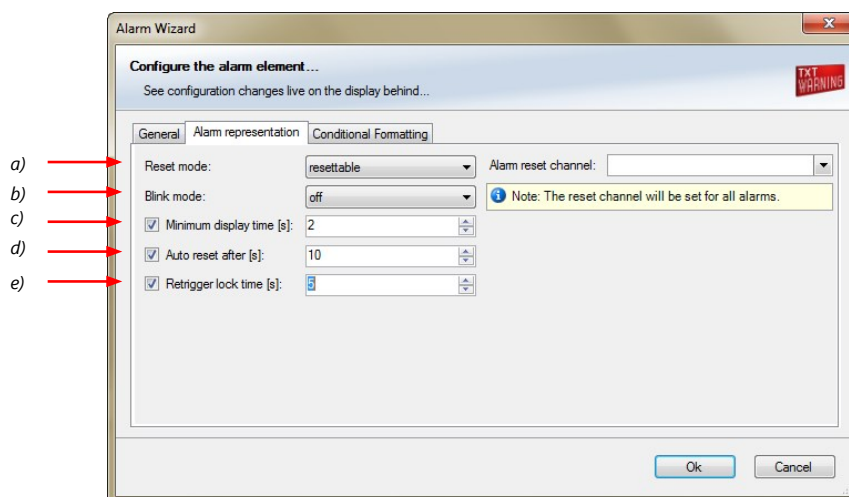 Alarm Wizard
Configure the alarm element...
See configuration changes live on the display behind...
TXT
WARNING
General Alarm representation Conditional Formatting
a) Reset mode: resettable Alarm reset channel:
b) Blink mode: off Note: The reset channel will be set for all alarms.
c) Minimum display time [s]: 2
d) Auto reset after [s]: 10
e) Retrigger lock time [s]: 5
Ok Cancel